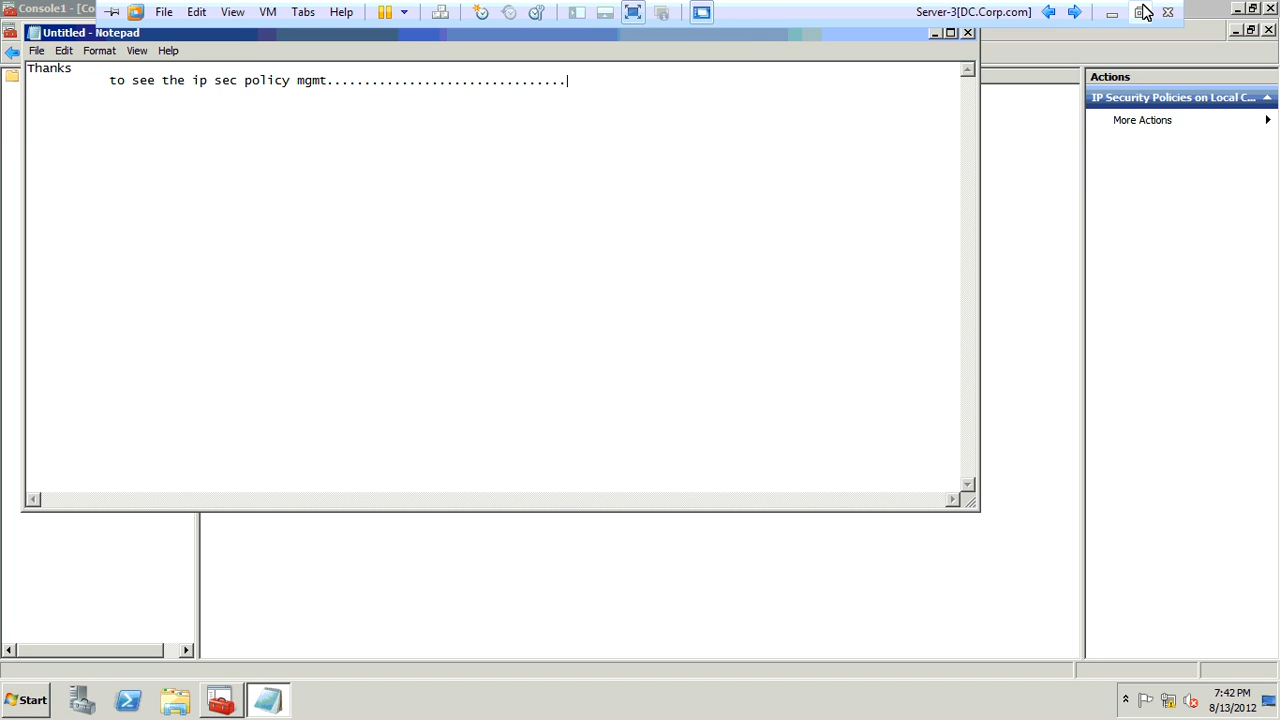 Console1 - [Co
File Edit View VM Tabs Help
Server-3[DC.Corp.com]
Untitled - Notepad
File Edit Format View Help
Thanks
to see the ip sec policy mgmt................................
Actions
IP Security Policies on Local C...
More Actions
Start
7:42 PM
8/13/2012